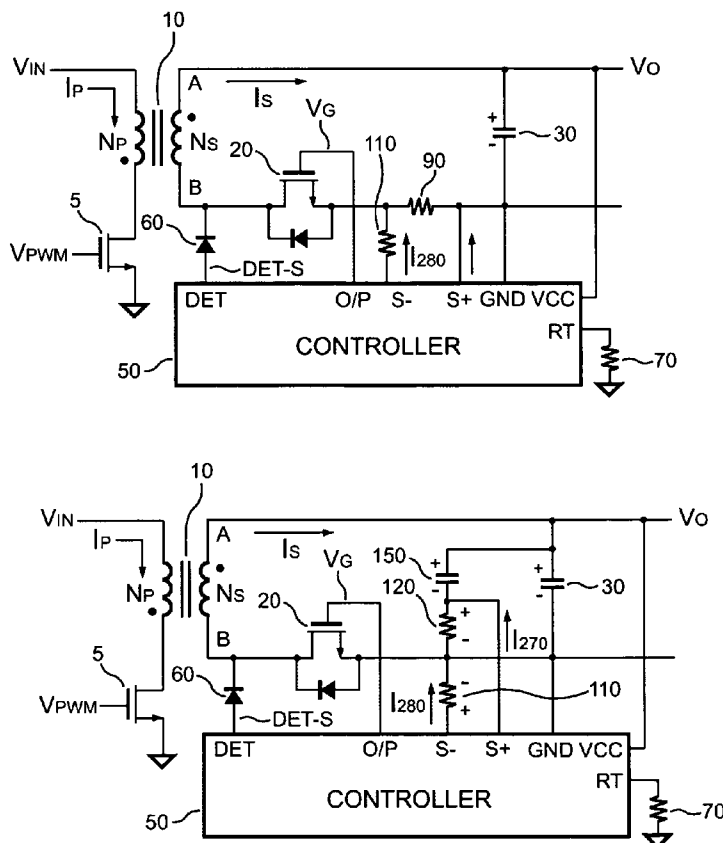 10
VIN
IP
NP
A
IS
NS
VG
20
110
90
30
VO
B
5
60
VPWM
DET-S
I280
DET
O/P
S-
S+
GND
VCC
RT
CONTROLLER
50
70
+
-
10
VIN
IP
NP
A
IS
NS
VG
20
150
+
-
120
+
-
+
-
30
VO
I270
B
5
60
VPWM
DET-S
I280
-
+
110
DET
O/P
S-
S+
GND
VCC
RT
CONTROLLER
50
70